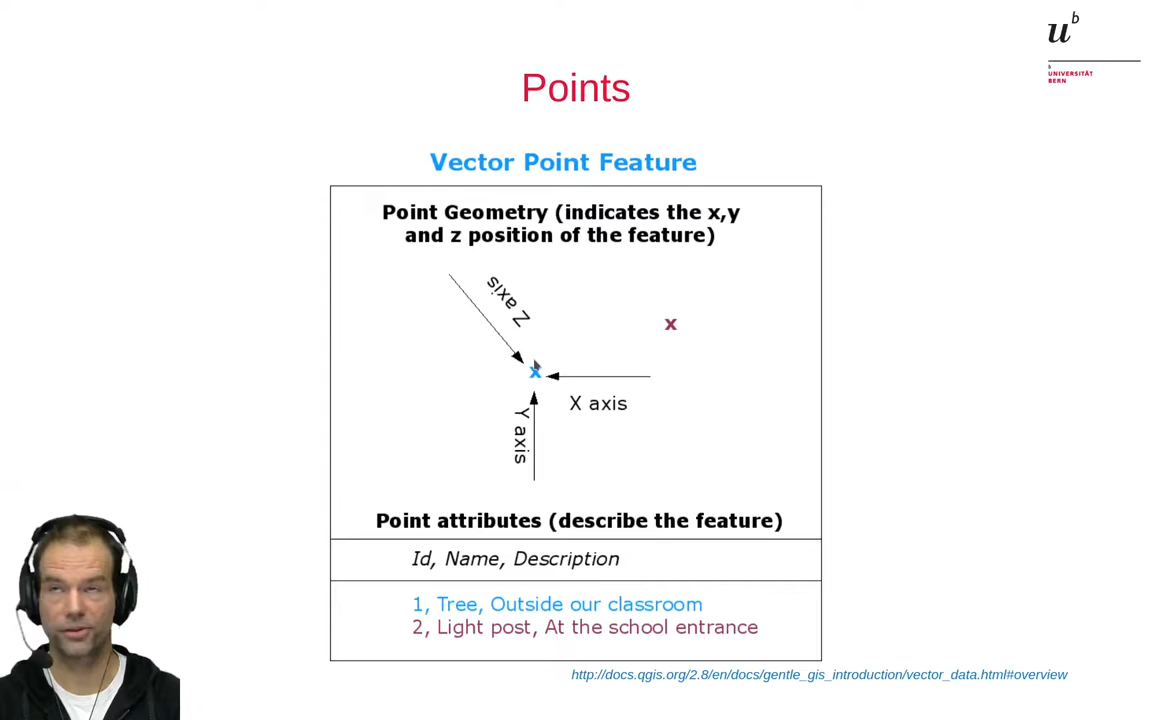 u b
b
UNIVERSITÄT
BERN
Points
Vector Point Feature
Point Geometry (indicates the x,y
and z position of the feature)
Z axis
x
x
X axis
Y axis
Point attributes (describe the feature)
Id, Name, Description
1, Tree, Outside our classroom
2, Light post, At the school entrance
http://docs.qgis.org/2.8/en/docs/gentle_gis_introduction/vector_data.html#overview